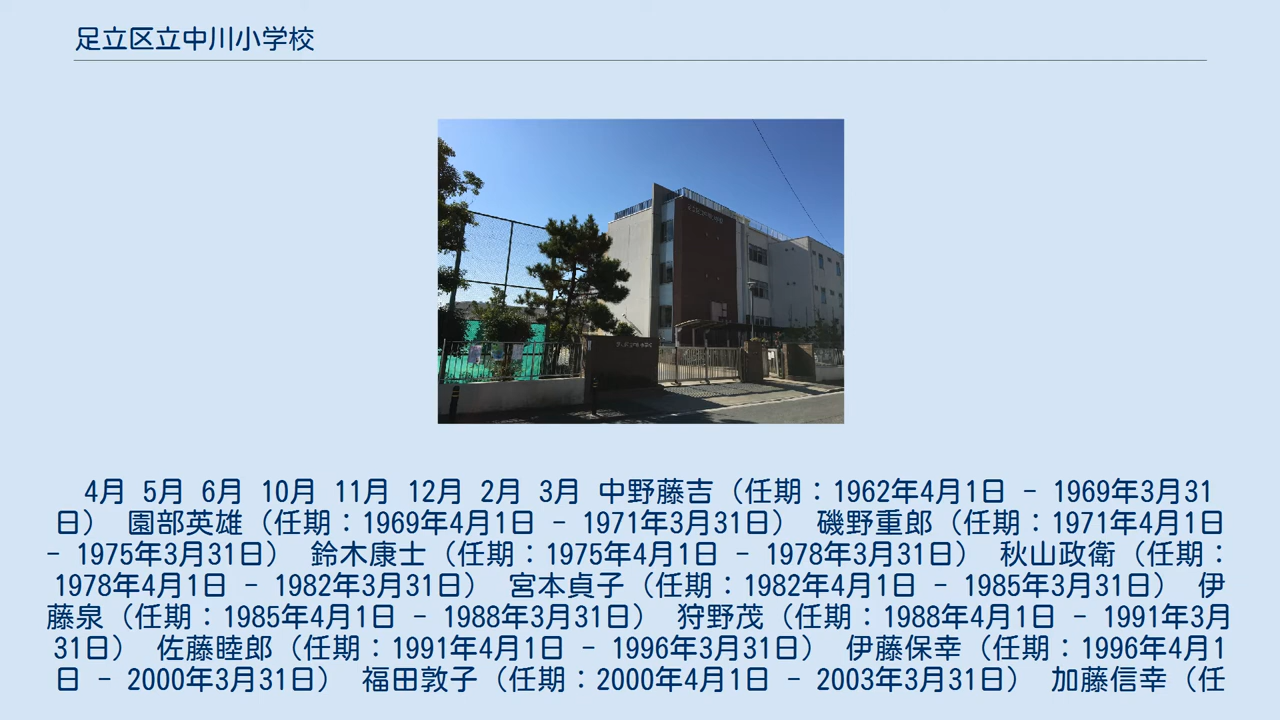 足立区立中川小学校
4月 5月 6月 10月 11月 12月 2月 3月 中野藤吉（任期：1962年4月1日 - 1969年3月31
日） 園部英雄（任期：1969年4月1日 - 1971年3月31日） 磯野重郎（任期：1971年4月1日
- 1975年3月31日） 鈴木康士（任期：1975年4月1日 - 1978年3月31日） 秋山政衛（任期：
1978年4月1日 - 1982年3月31日） 宮本貞子（任期：1982年4月1日 - 1985年3月31日） 伊
藤泉（任期：1985年4月1日 - 1988年3月31日） 狩野茂（任期：1988年4月1日 - 1991年3月
31日） 佐藤睦郎（任期：1991年4月1日 - 1996年3月31日） 伊藤保幸（任期：1996年4月1
日 - 2000年3月31日） 福田敦子（任期：2000年4月1日 - 2003年3月31日） 加藤信幸（任